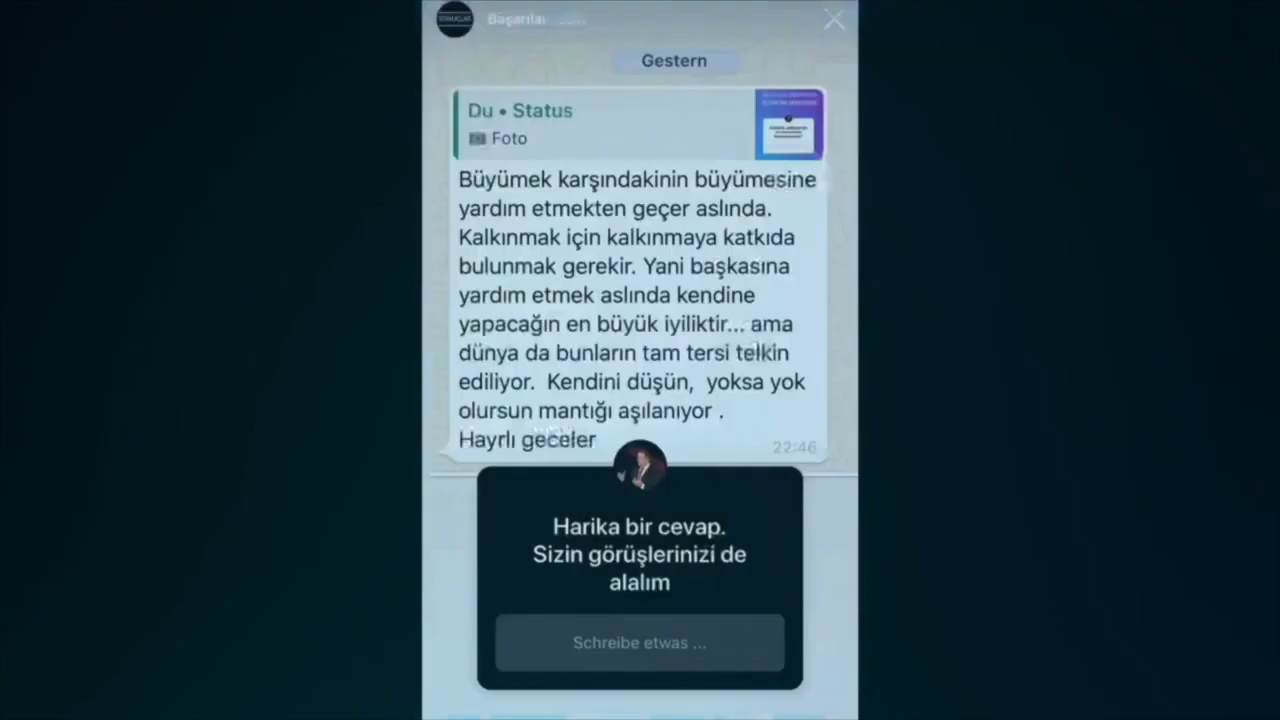 Başarılar
Gestern
Du • Status
Foto
Büyümek karşındakinin büyümesine
yardım etmekten geçer aslında.
Kalkınmak için kalkınmaya katkıda
bulunmak gerekir. Yani başkasına
yardım etmek aslında kendine
yapacağın en büyük iyiliktir... ama
dünya da bunların tam tersi telkin
ediliyor. Kendini düşün, yoksa yok
olursun mantığı aşılanıyor .
Hayrlı geceler
22:46
Harika bir cevap.
Sizin görüşlerinizi de
alalım
Schreibe etwas ...